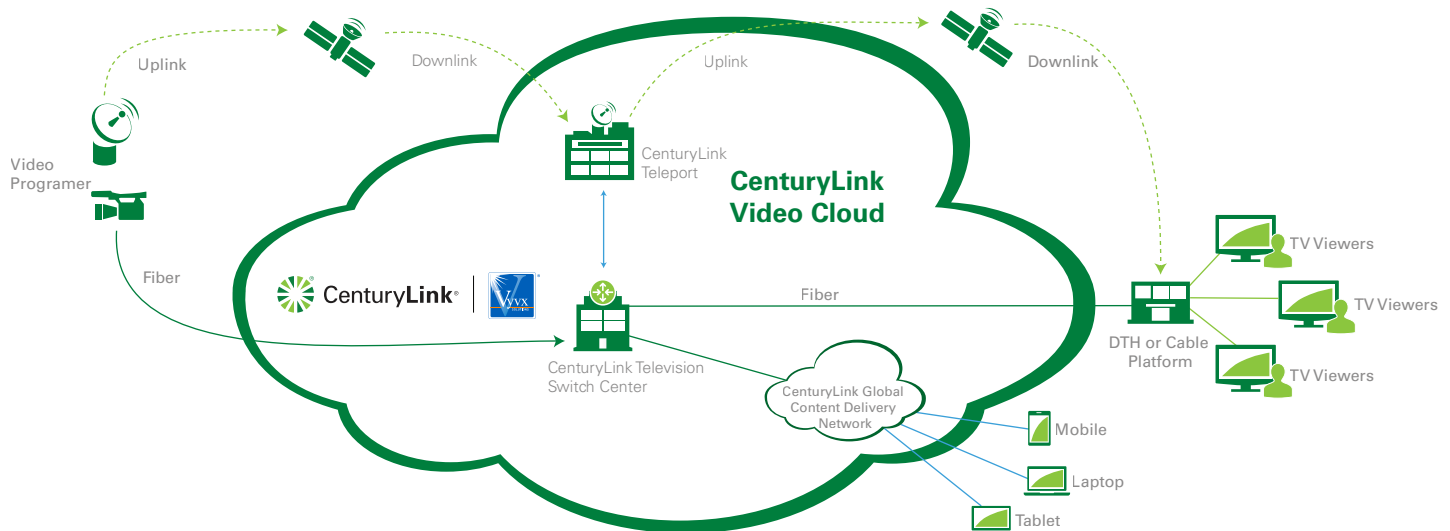 Uplink
Downlink
Uplink
Downlink
Video
Programer
CenturyLink
Teleport
CenturyLink
Video Cloud
Fiber
CenturyLink®
VYVX
®
CenturyLink Television
Switch Center
Fiber
DTH or Cable
Platform
TV Viewers
TV Viewers
TV Viewers
CenturyLink Global
Content Delivery
Network
Mobile
Laptop
Tablet